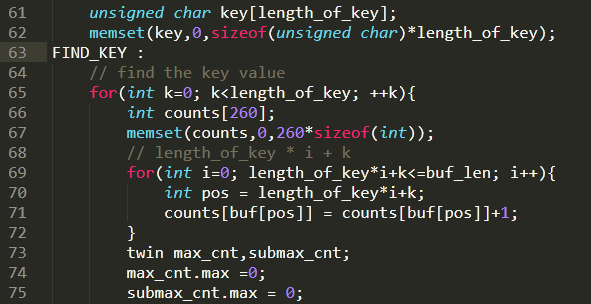 61 unsigned char key[length_of_key];
62 memset(key,0,sizeof(unsigned char)*length_of_key);
63 FIND_KEY :
64 // find the key value
65 for(int k=0; k<length_of_key; ++k){
66 int counts[260];
67 memset(counts,0,260*sizeof(int));
68 // length_of_key * i + k
69 for(int i=0; length_of_key*i+k<=buf_len; i++){
70 int pos = length_of_key*i+k;
71 counts[buf[pos]] = counts[buf[pos]]+1;
72 }
73 twin max_cnt,submax_cnt;
74 max_cnt.max =0;
75 submax_cnt.max = 0;